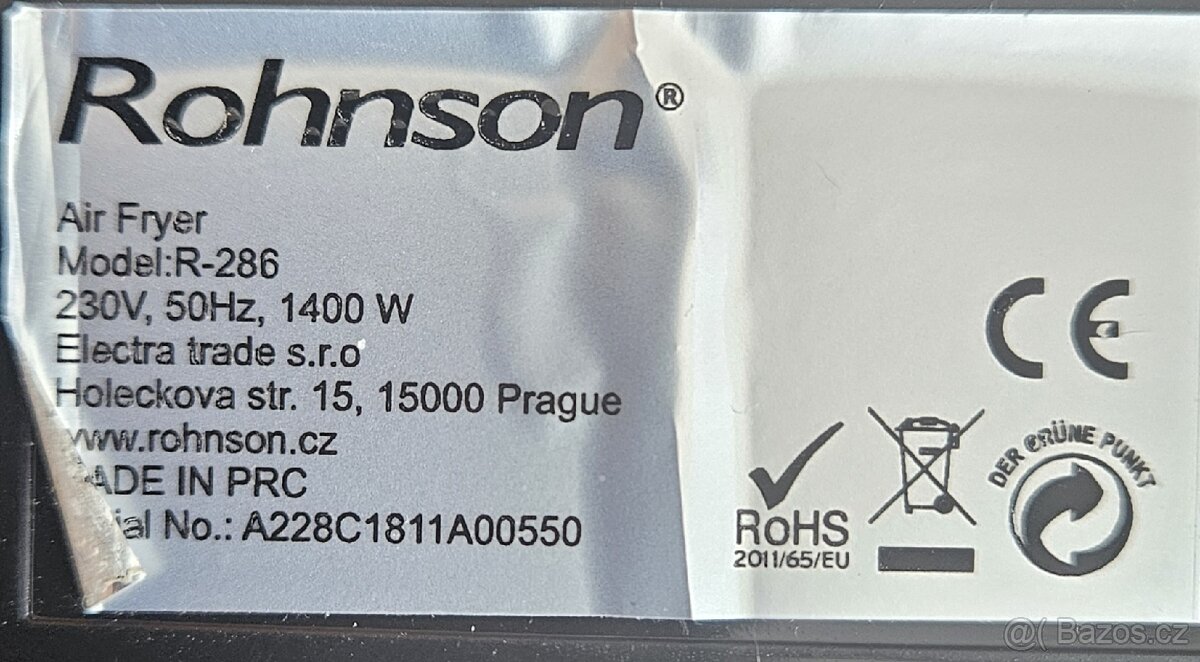 Rohnson®
Air Fryer
Model:R-286
230V, 50Hz, 1400 W
Electra trade s.r.o
Holeckova str. 15, 15000 Prague
www.rohnson.cz
MADE IN PRC
ial No.: A228C1811A00550
CE
RoHS
2011/65/EU
DER GRÜNE PUNKT
@( Bazos.cz